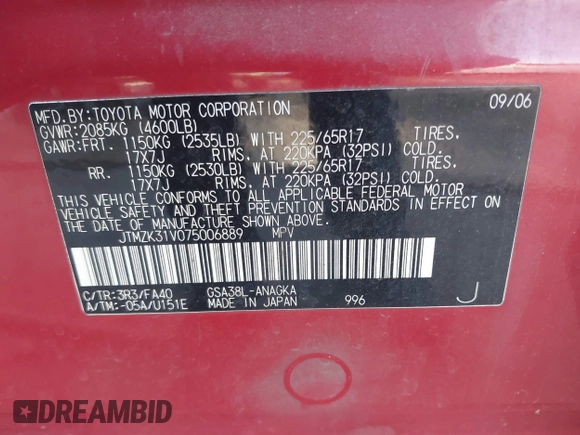 MFD.BY:TOYOTA MOTOR CORPORATION 09/06
GVWR:2085KG (4600LB)
GAWR:FRT. 1150KG (2535LB) WITH 225/65R17 TIRES,
17X7J RIMS, AT 220KPA (32PSI) COLD.
RR. 1150KG (2530LB) WITH 225/65R17 TIRES,
17X7J RIMS, AT 220KPA (32PSI) COLD.
THIS VEHICLE CONFORMS TO ALL APPLICABLE FEDERAL MOTOR
VEHICLE SAFETY AND THEFT PREVENTION STANDARDS IN EFFECT ON
THE DATE OF MANUFACTURE SHOWN ABOVE.
JTMZK31V075006889 MPV
C/TR:3R3/FA40 GSA38L-ANAGKA
A/TM:-05A/U151E MADE IN JAPAN 996 J
DREAMBID